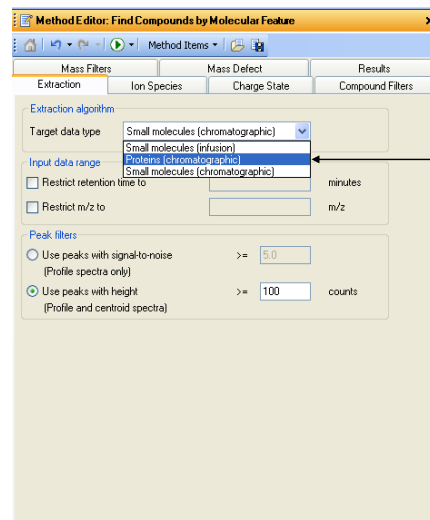 Method Editor: Find Compounds by Molecular Feature
Method Items
Mass Filters Mass Defect Results
Extraction Ion Species Charge State Compound Filters
Extraction algorithm
Target data type Small molecules (chromatographic)
Small molecules (infusion)
Proteins (chromatographic)
Small molecules (chromatographic)
Input data range
Restrict retention time to minutes
Restrict m/z to m/z
Peak filters
Use peaks with signal-to-noise >= 5.0
(Profile spectra only)
Use peaks with height >= 100 counts
(Profile and centroid spectra)